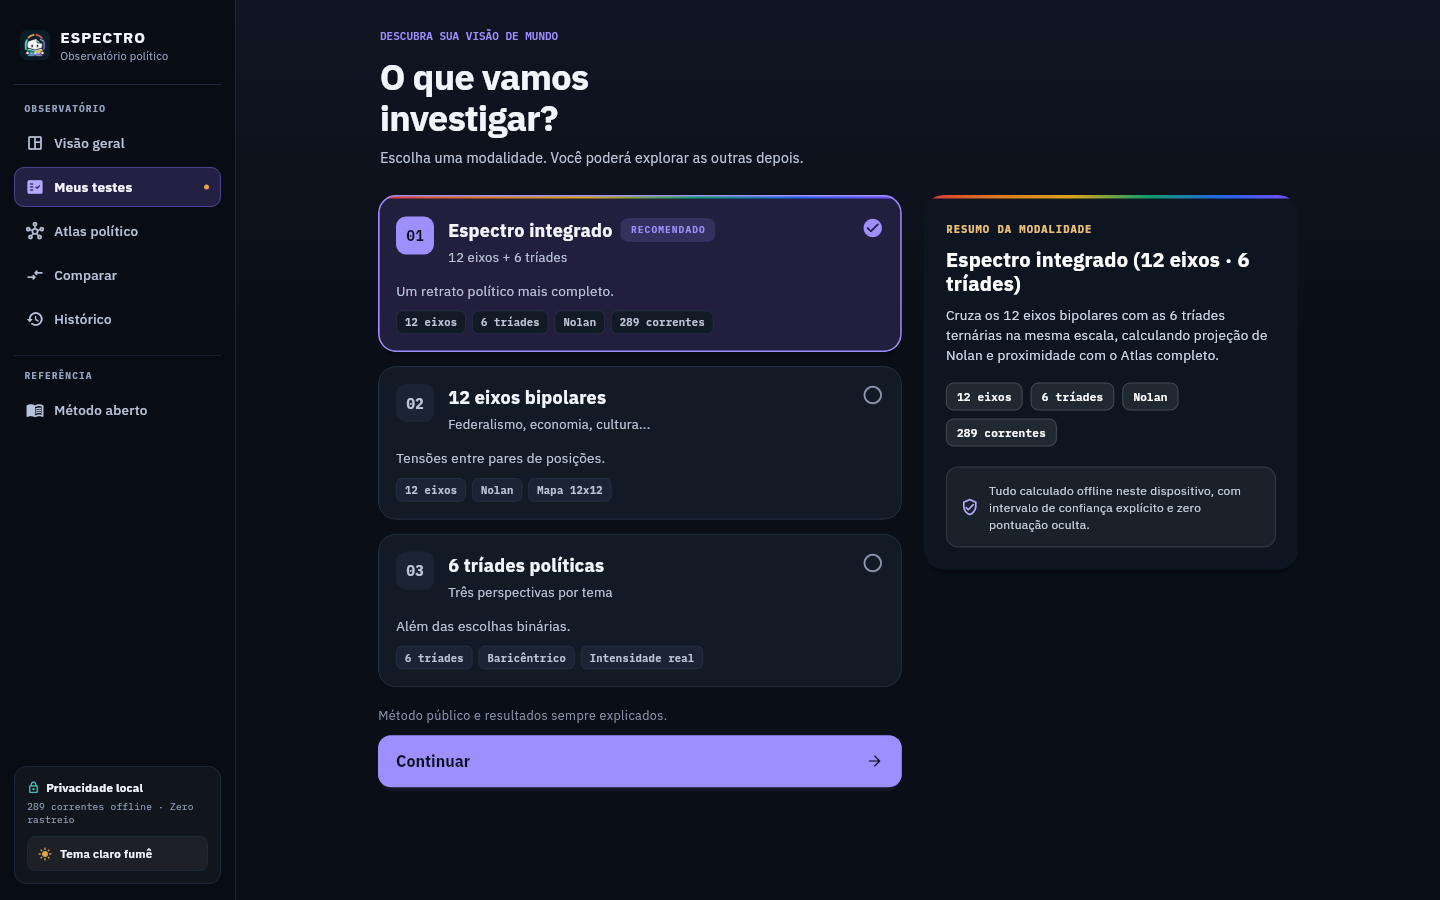 ESPECTRO
Observatório político
OBSERVATÓRIO
Visão geral
Meus testes
Atlas político
Comparar
Histórico
REFERÊNCIA
Método aberto
Privacidade local
289 correntes offline · Zero
rastreio
Tema claro fumê
DESCUBRA SUA VISÃO DE MUNDO
O que vamos
investigar?
Escolha uma modalidade. Você poderá explorar as outras depois.
01
Espectro integrado RECOMENDADO
12 eixos + 6 tríades
Um retrato político mais completo.
12 eixos 6 tríades Nolan 289 correntes
02
12 eixos bipolares
Federalismo, economia, cultura...
Tensões entre pares de posições.
12 eixos Nolan Mapa 12x12
03
6 tríades políticas
Três perspectivas por tema
Além das escolhas binárias.
6 tríades Baricêntrico Intensidade real
Método público e resultados sempre explicados.
Continuar
RESUMO DA MODALIDADE
Espectro integrado (12 eixos · 6
tríades)
Cruza os 12 eixos bipolares com as 6 tríades
ternárias na mesma escala, calculando projeção de
Nolan e proximidade com o Atlas completo.
12 eixos 6 tríades Nolan
289 correntes
Tudo calculado offline neste dispositivo, com
intervalo de confiança explícito e zero
pontuação oculta.